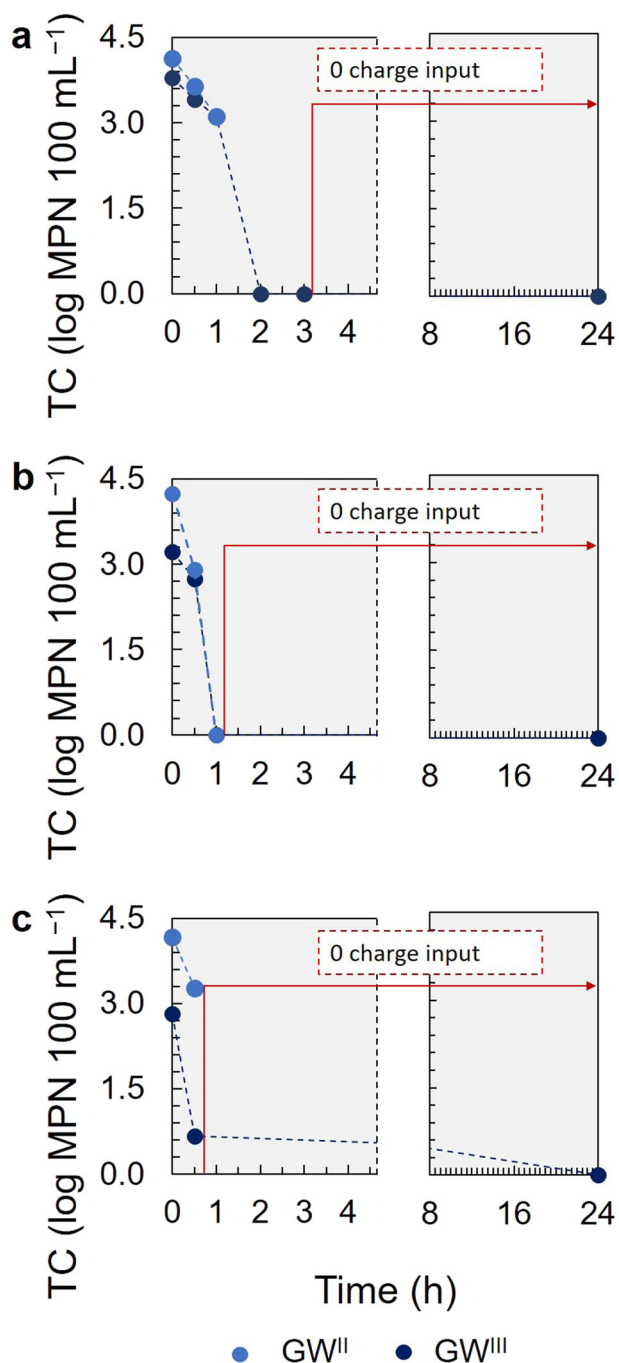 a
TC (log MPN 100 mL⁻¹)
4.5
3.0
1.5
0.0
0 charge input
0 1 2 3 4 8 16 24
b
TC (log MPN 100 mL⁻¹)
4.5
3.0
1.5
0.0
0 charge input
0 1 2 3 4 8 16 24
c
TC (log MPN 100 mL⁻¹)
4.5
3.0
1.5
0.0
0 charge input
0 1 2 3 4 8 16 24
Time (h)
GWᴵᴵ GWᴵᴵᴵ